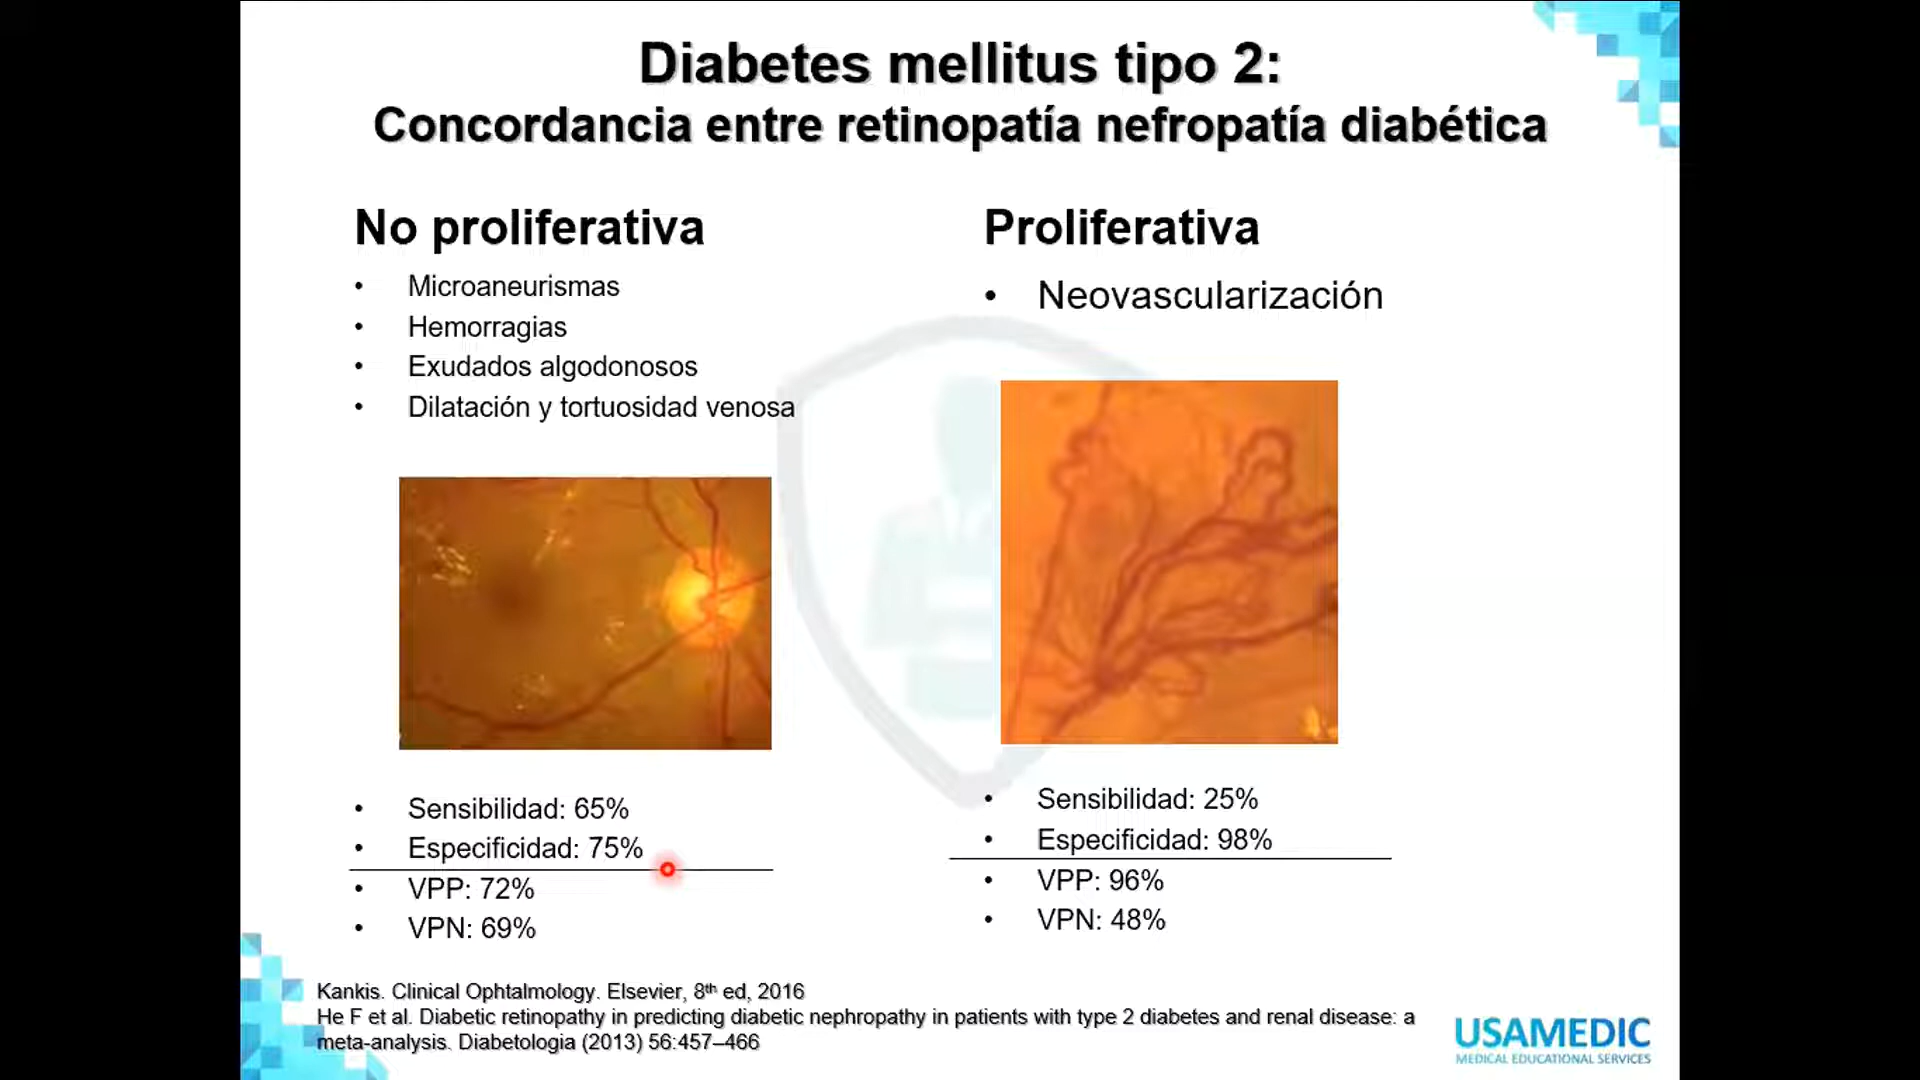 Diabetes mellitus tipo 2:
Concordancia entre retinopatía nefropatía diabética
No proliferativa
• Microaneurismas
• Hemorragias
• Exudados algodonosos
• Dilatación y tortuosidad venosa
• Sensibilidad: 65%
• Especificidad: 75%
• VPP: 72%
• VPN: 69%
Proliferativa
• Neovascularización
• Sensibilidad: 25%
• Especificidad: 98%
• VPP: 96%
• VPN: 48%
Kankis. Clinical Ophtalmology. Elsevier, 8th ed, 2016
He F et al. Diabetic retinopathy in predicting diabetic nephropathy in patients with type 2 diabetes and renal disease: a
meta-analysis. Diabetologia (2013) 56:457–466
USAMEDIC
MEDICAL EDUCATIONAL SERVICES